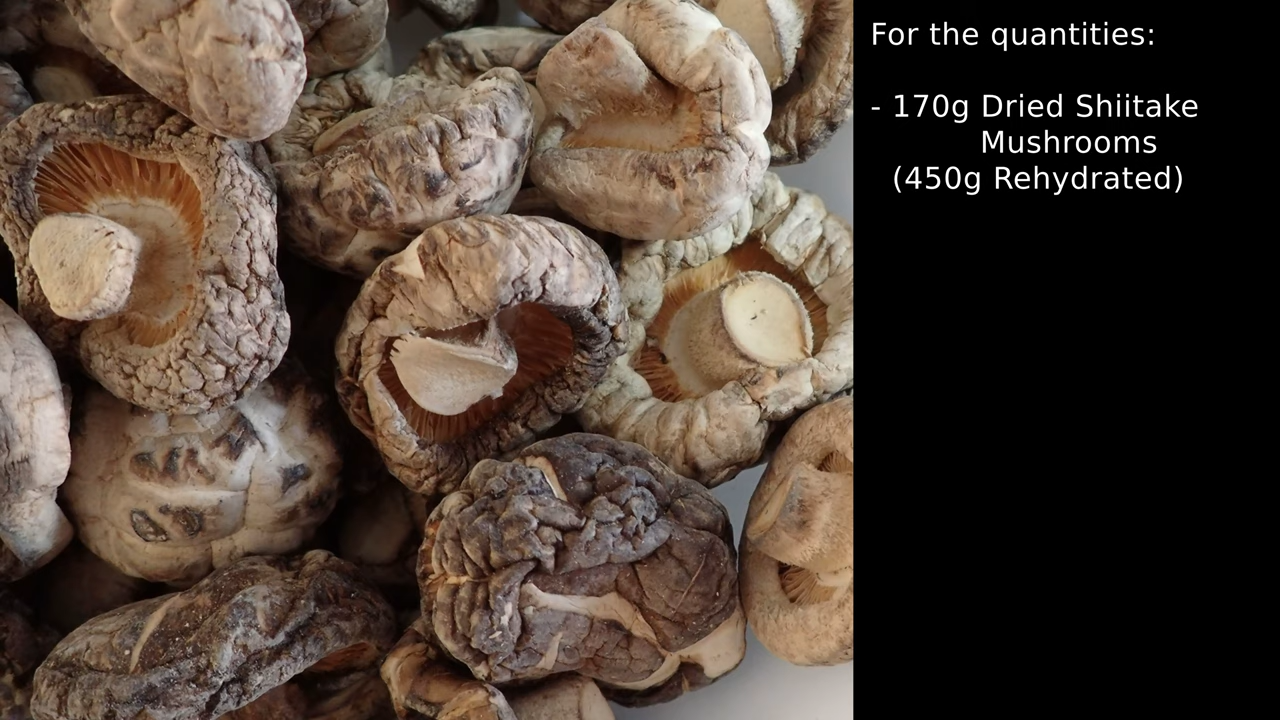 For the quantities:
- 170g Dried Shiitake
Mushrooms
(450g Rehydrated)